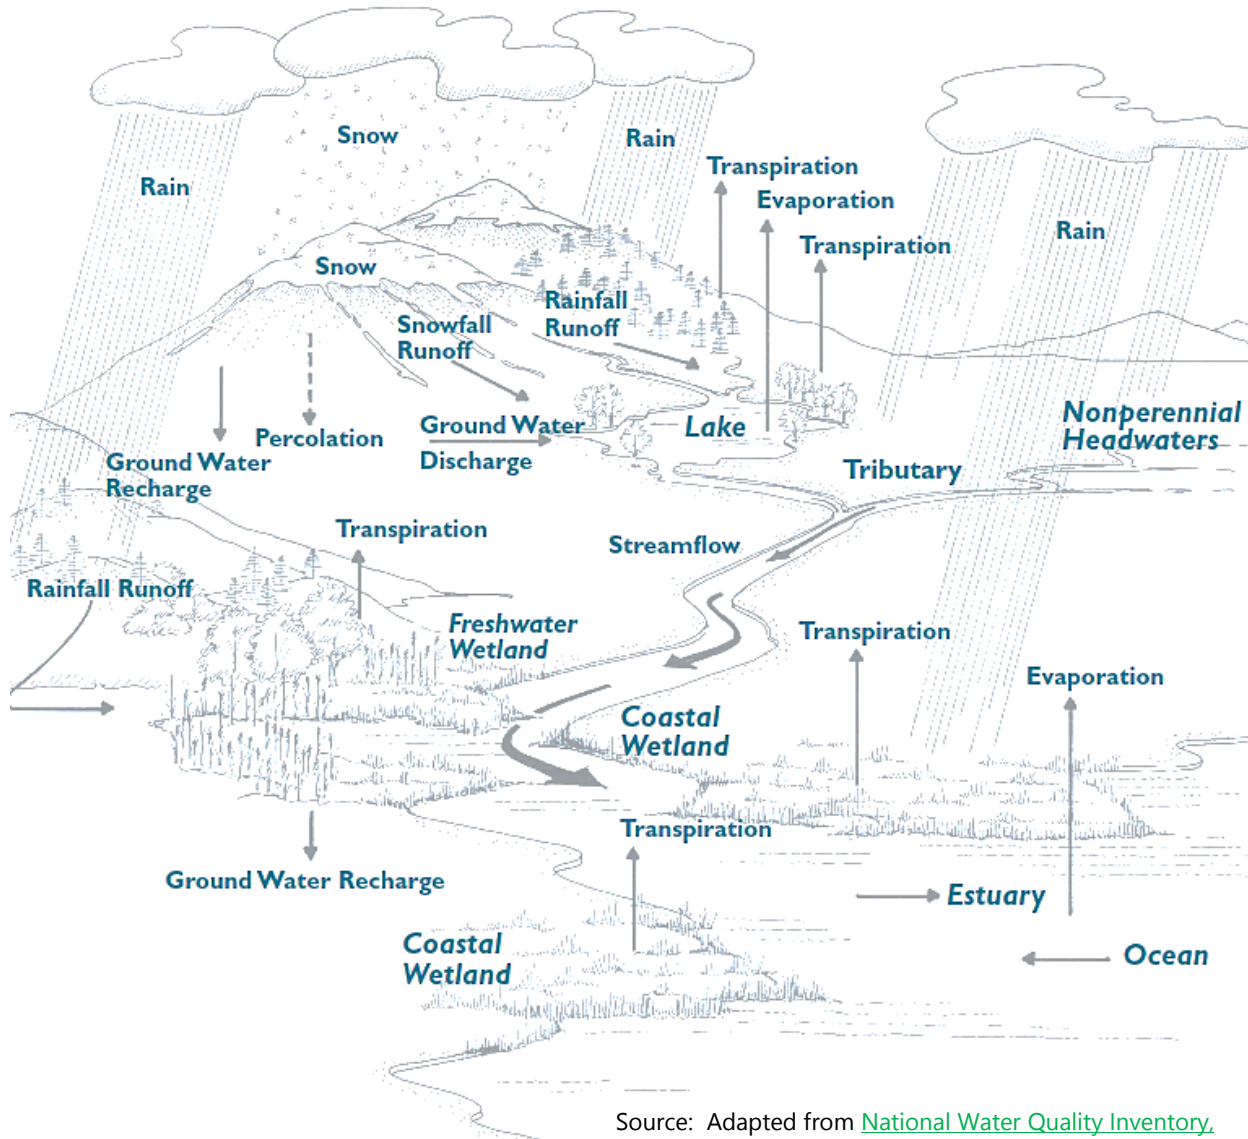 Snow
Rain
Rain
Transpiration
Evaporation
Transpiration
Rain
Snow
Rainfall
Runoff
Snowfall
Runoff
Nonperennial
Headwaters
Lake
Ground Water
Discharge
Percolation
Ground Water
Recharge
Tributary
Transpiration
Streamflow
Rainfall Runoff
Freshwater
Wetland
Transpiration
Evaporation
Coastal
Wetland
Transpiration
Ground Water Recharge
Estuary
Coastal
Wetland
Ocean
Source:  Adapted from National Water Quality Inventory,